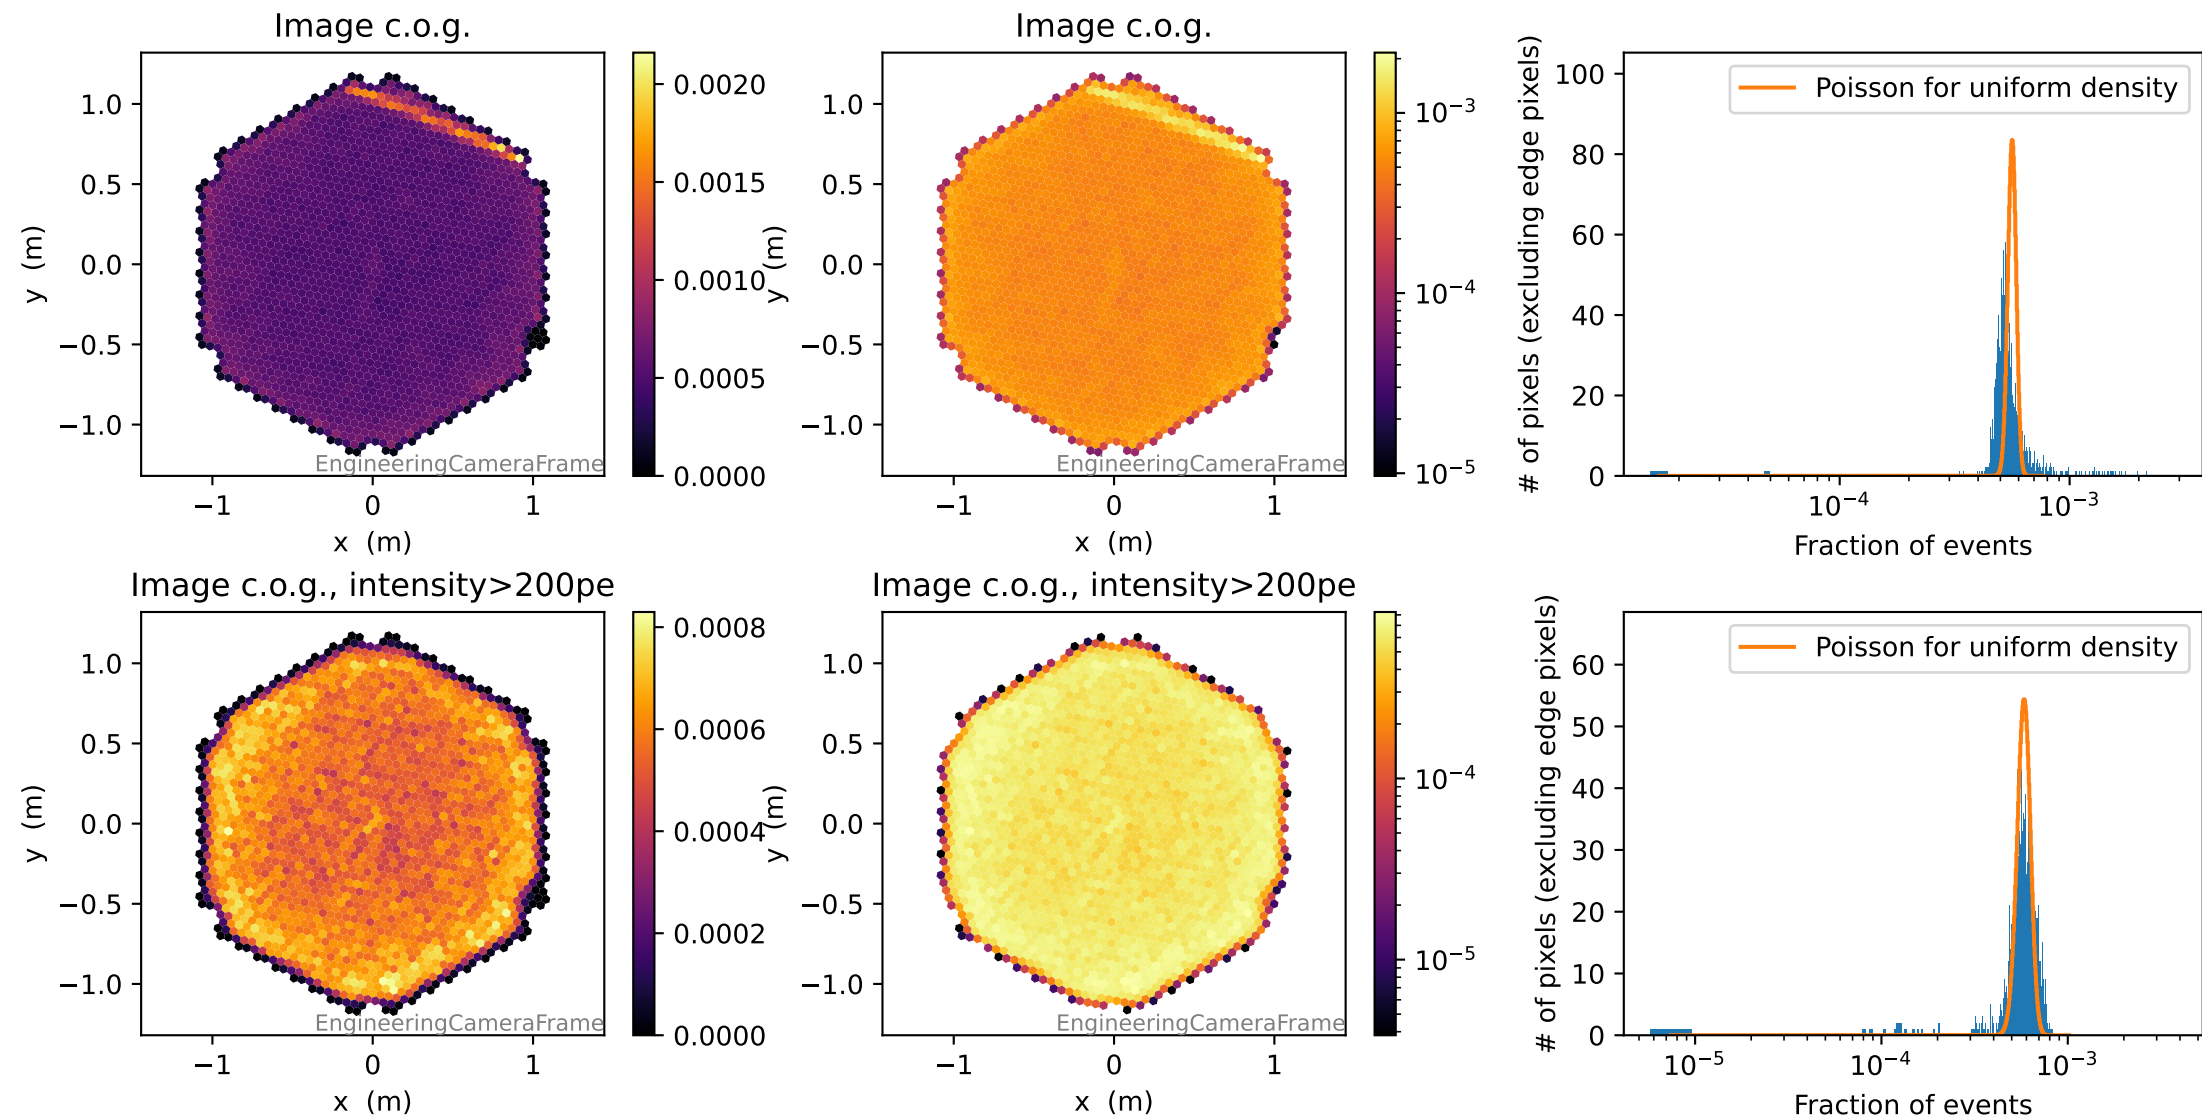 Image c.o.g.
1.0
0.5
0.0
−0.5
−1.0
y (m)
−1
0
1
x (m)
EngineeringCameraFrame
0.0020
0.0015
0.0010
0.0005
0.0000
Image c.o.g.
1.0
0.5
0.0
−0.5
−1.0
y (m)
−1
0
1
x (m)
EngineeringCameraFrame
10⁻³
10⁻⁴
10⁻⁵
100
80
60
40
20
0
# of pixels (excluding edge pixels)
Poisson for uniform density
10⁻⁴
10⁻³
Fraction of events
Image c.o.g., intensity>200pe
1.0
0.5
0.0
−0.5
−1.0
y (m)
−1
0
1
x (m)
EngineeringCameraFrame
0.0008
0.0006
0.0004
0.0002
0.0000
Image c.o.g., intensity>200pe
1.0
0.5
0.0
−0.5
−1.0
y (m)
−1
0
1
x (m)
EngineeringCameraFrame
10⁻⁴
10⁻⁵
60
50
40
30
20
10
0
# of pixels (excluding edge pixels)
Poisson for uniform density
10⁻⁵
10⁻⁴
10⁻³
Fraction of events